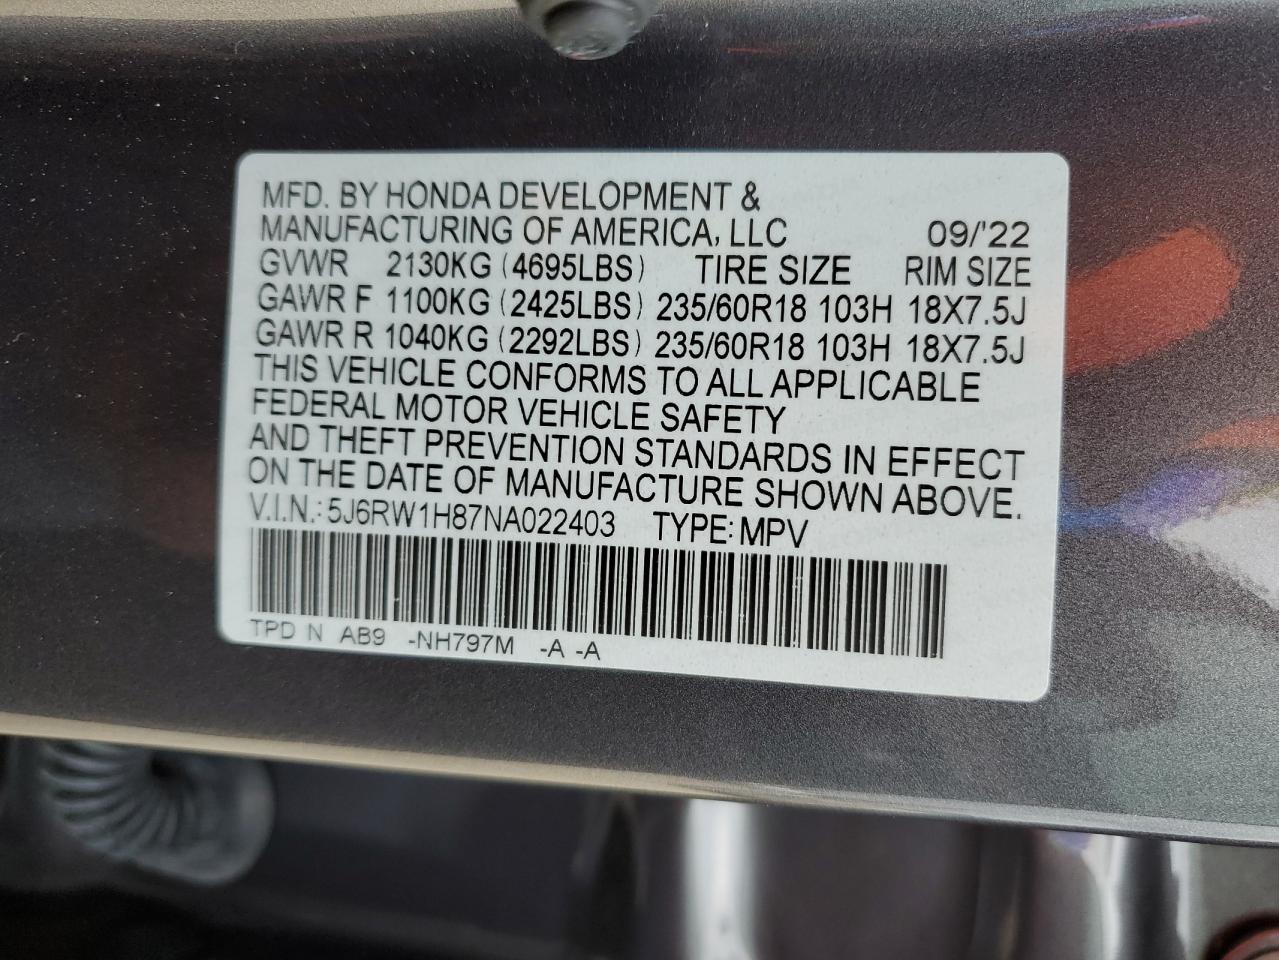 MFD. BY HONDA DEVELOPMENT &
MANUFACTURING OF AMERICA, LLC 09/'22
GVWR 2130KG (4695LBS) TIRE SIZE RIM SIZE
GAWR F 1100KG (2425LBS) 235/60R18 103H 18X7.5J
GAWR R 1040KG (2292LBS) 235/60R18 103H 18X7.5J
THIS VEHICLE CONFORMS TO ALL APPLICABLE
FEDERAL MOTOR VEHICLE SAFETY
AND THEFT PREVENTION STANDARDS IN EFFECT
ON THE DATE OF MANUFACTURE SHOWN ABOVE.
V.I.N.: 5J6RW1H87NA022403 TYPE: MPV
TPD N AB9 -NH797M -A -A